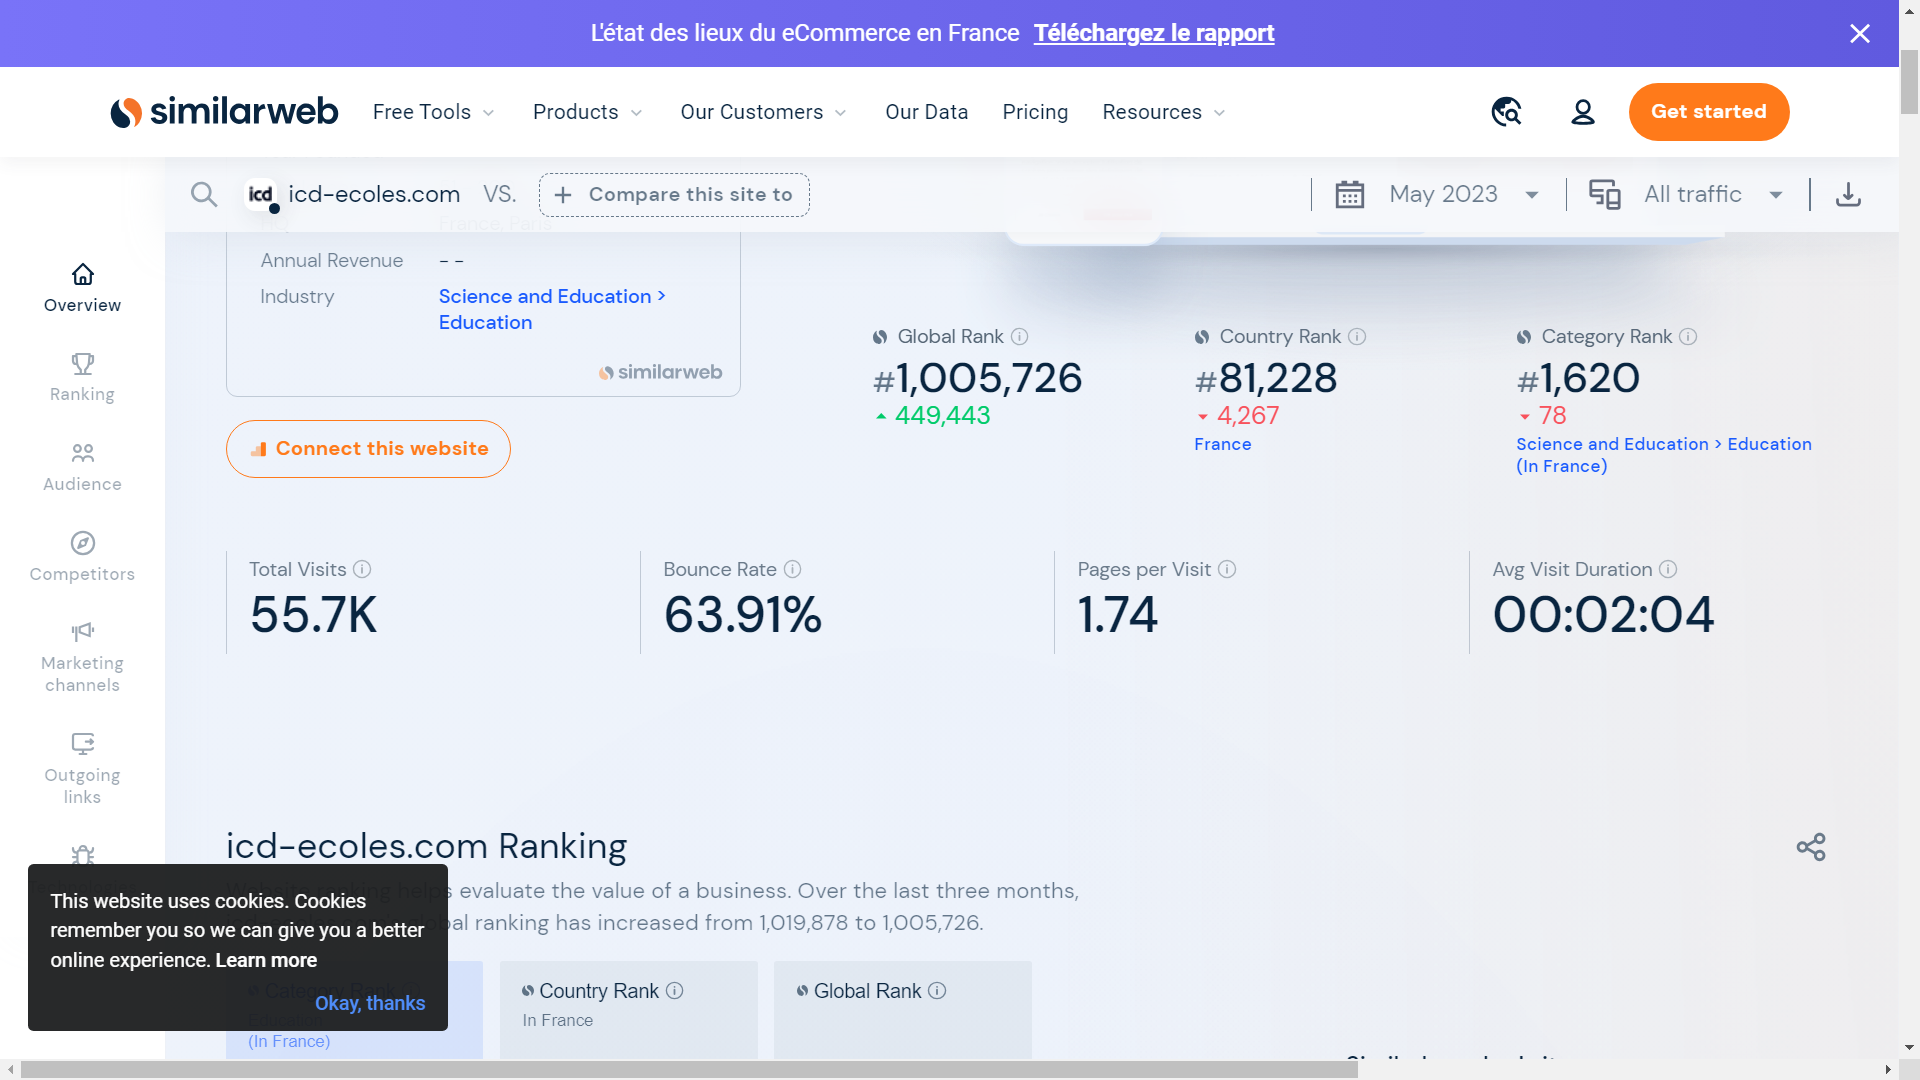 L'état des lieux du eCommerce en France Téléchargez le rapport
similarweb Free Tools Products Our Customers Our Data Pricing Resources Get started
icd icd-ecoles.com VS. + Compare this site to May 2023 All traffic
France, Paris
Annual Revenue - -
Industry Science and Education >
Education
similarweb
Connect this website
Global Rank
#1,005,726
449,443
Country Rank
#81,228
4,267
France
Category Rank
#1,620
78
Science and Education > Education
(In France)
Overview
Ranking
Audience
Competitors
Marketing
channels
Outgoing
links
Total Visits
55.7K
Bounce Rate
63.91%
Pages per Visit
1.74
Avg Visit Duration
00:02:04
icd-ecoles.com Ranking
Website ranking helps evaluate the value of a business. Over the last three months,
global ranking has increased from 1,019,878 to 1,005,726.
Category Rank
Education
(In France)
Country Rank
In France
Global Rank
This website uses cookies. Cookies
remember you so we can give you a better
online experience. Learn more
Okay, thanks